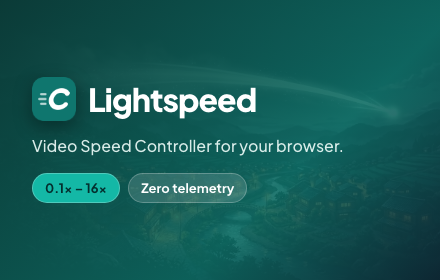 C
Lightspeed
Video Speed Controller for your browser.
0.1× – 16×
Zero telemetry